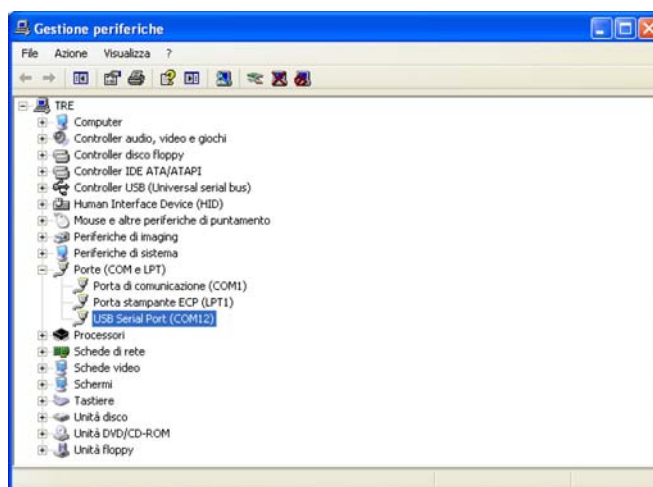 Gestione periferiche
File Azione Visualizza ?
TRE
Computer
Controller audio, video e giochi
Controller disco floppy
Controller IDE ATA/ATAPI
Controller USB (Universal serial bus)
Human Interface Device (HID)
Mouse e altre periferiche di puntamento
Periferiche di imaging
Periferiche di sistema
Porte (COM e LPT)
Porta di comunicazione (COM1)
Porta stampante ECP (LPT1)
USB Serial Port (COM12)
Processori
Schede di rete
Schede video
Schermi
Tastiere
Unità disco
Unità DVD/CD-ROM
Unità floppy